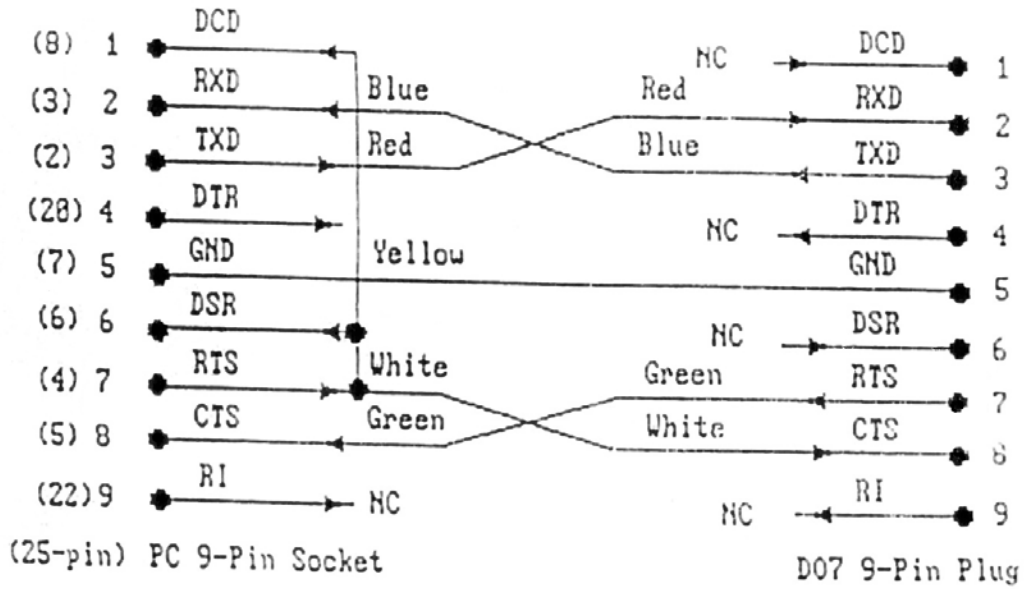 DCD
(8) 1 NC DCD 1
RXD Blue Red RXD
(3) 2 2
TXD Red Blue TXD
(2) 3 3
DTR DTR
(20) 4 NC 4
GND Yellow GND
(7) 5 5
DSR DSR
(6) 6 NC 6
RTS White Green RTS
(4) 7 7
CTS Green White CTS
(5) 8 8
RI RI
(22) 9 NC NC 9
(25-pin) PC 9-Pin Socket D07 9-Pin Plug